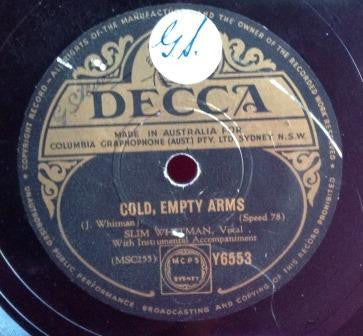 ALL RIGHTS OF THE MANUFACTURER AND THE OWNER OF THE RECORDED WORK RESERVED
UNAUTHORISED PUBLIC PERFORMANCE, BROADCASTING AND COPYING OF THIS RECORD PROHIBITED
COPYRIGHT RECORD
G.S.
DECCA
MADE IN AUSTRALIA FOR
COLUMBIA GRAPHOPHONE (AUST) PTY. LTD. SYDNEY N.S.W.
COLD, EMPTY ARMS
(J. Whitman) (Speed 78)
SLIM WHITMAN, Vocal
With Instrumental Accompaniment
(MSC255) Y6553
MCPS
SYDNEY